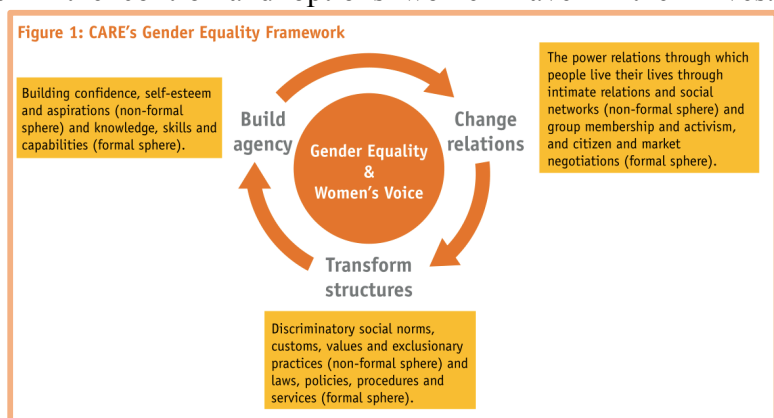 Figure 1: CARE's Gender Equality Framework
Building confidence, self-esteem
and aspirations (non-formal
sphere) and knowledge, skills and
capabilities (formal sphere).
Build
agency
Gender Equality
&
Women's Voice
Change
relations
The power relations through which
people live their lives through
intimate relations and social
networks (non-formal sphere) and
group membership and activism,
and citizen and market
negotiations (formal sphere).
Transform
structures
Discriminatory social norms,
customs, values and exclusionary
practices (non-formal sphere) and
laws, policies, procedures and
services (formal sphere).